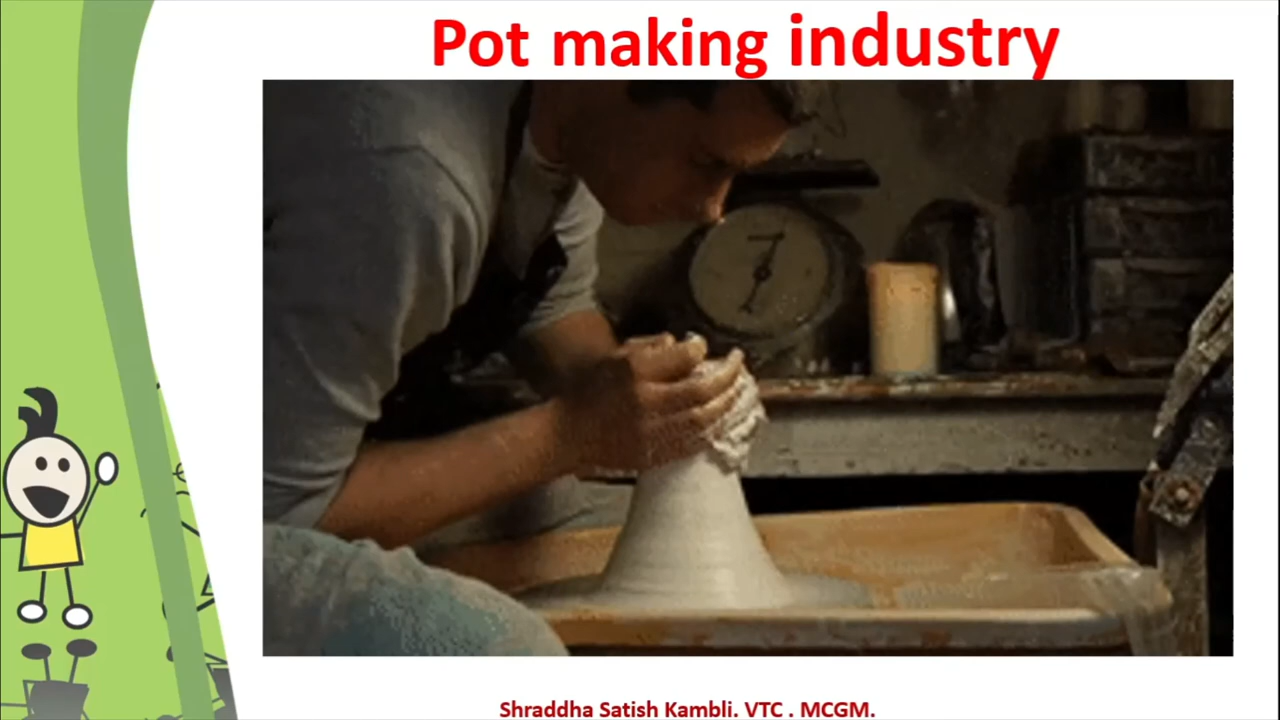 Pot making industry
Shraddha Satish Kambli. VTC . MCGM.